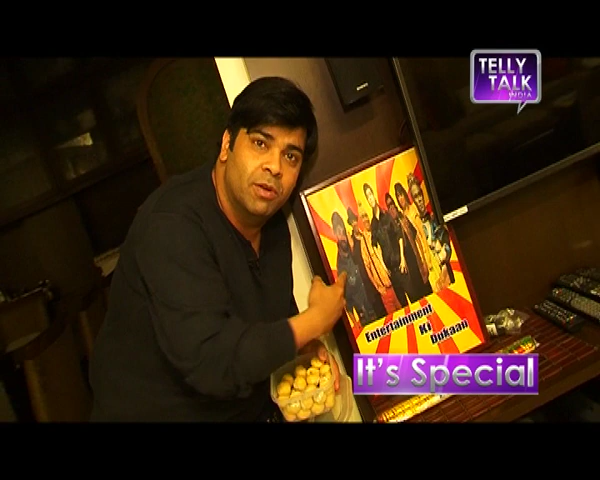 TELLY
TALK
INDIA
Entertainment
Ki
Dukaan
It's Special